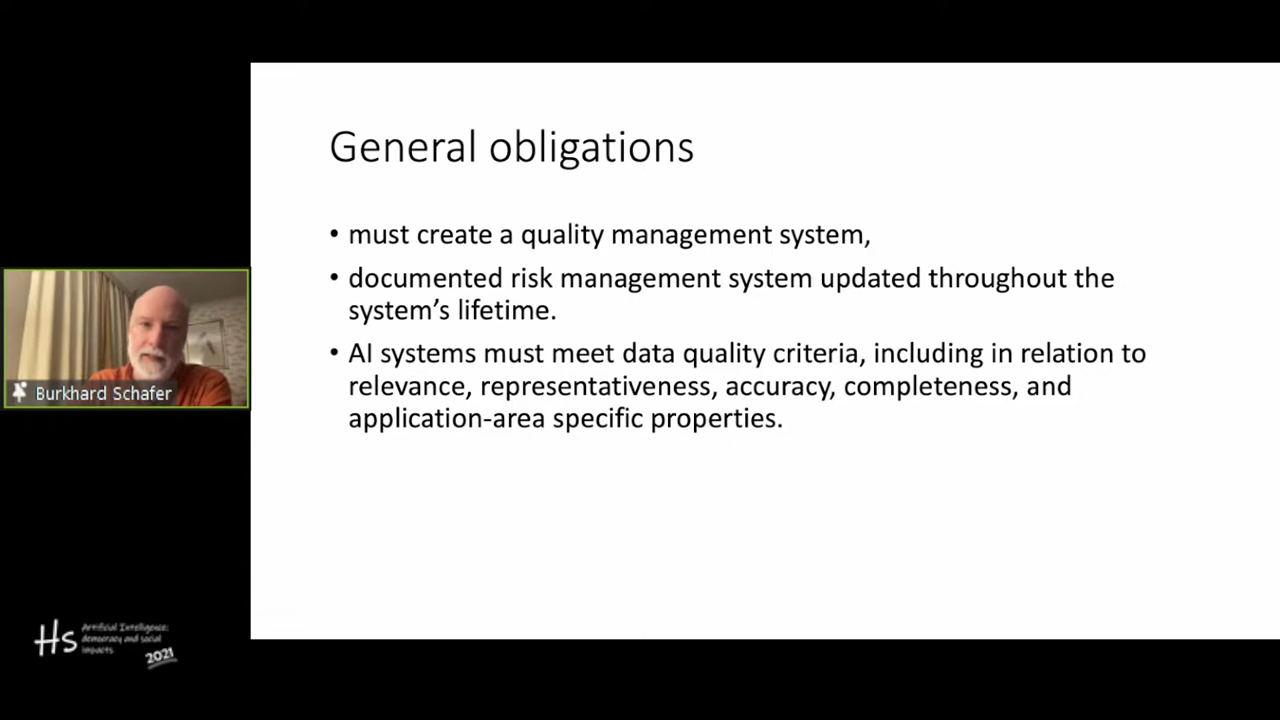 General obligations
• must create a quality management system,
• documented risk management system updated throughout the
system’s lifetime.
• AI systems must meet data quality criteria, including in relation to
relevance, representativeness, accuracy, completeness, and
application-area specific properties.
Burkhard Schafer
Hs
Artificial Intelligence:
democracy and social
impacts
2021